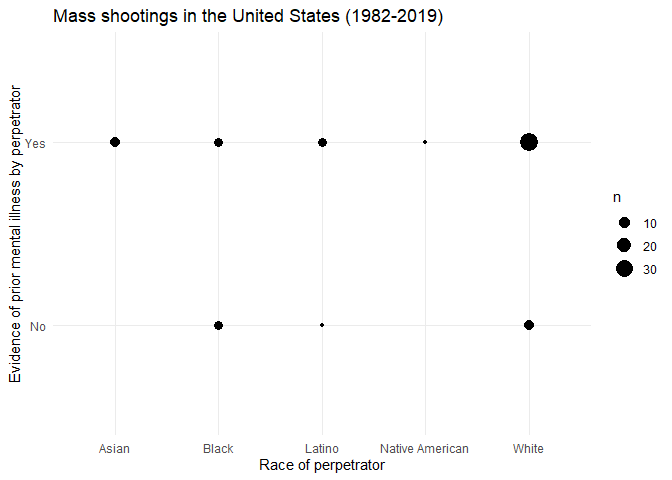 Mass shootings in the United States (1982-2019)
Evidence of prior mental illness by perpetrator
Yes
No
Asian
Black
Latino
Native American
White
Race of perpetrator
n
10
20
30